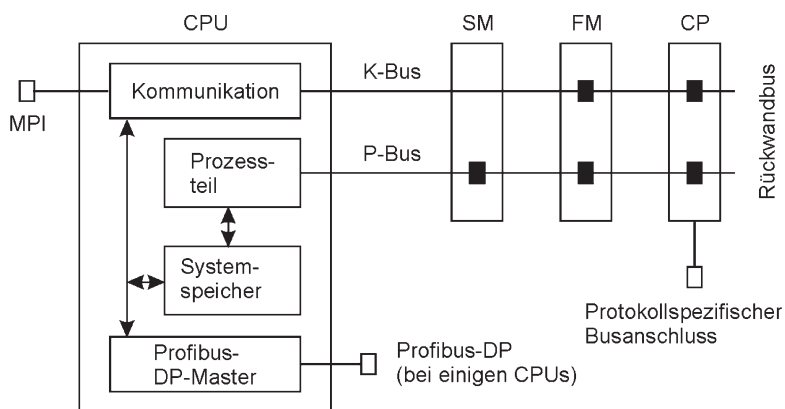 CPU
SM
FM
CP
K-Bus
Kommunikation
MPI
P-Bus
Prozess-
teil
Rückwandbus
System-
speicher
Protokollspezifischer
Busanschluss
Profibus-
DP-Master
Profibus-DP
(bei einigen CPUs)